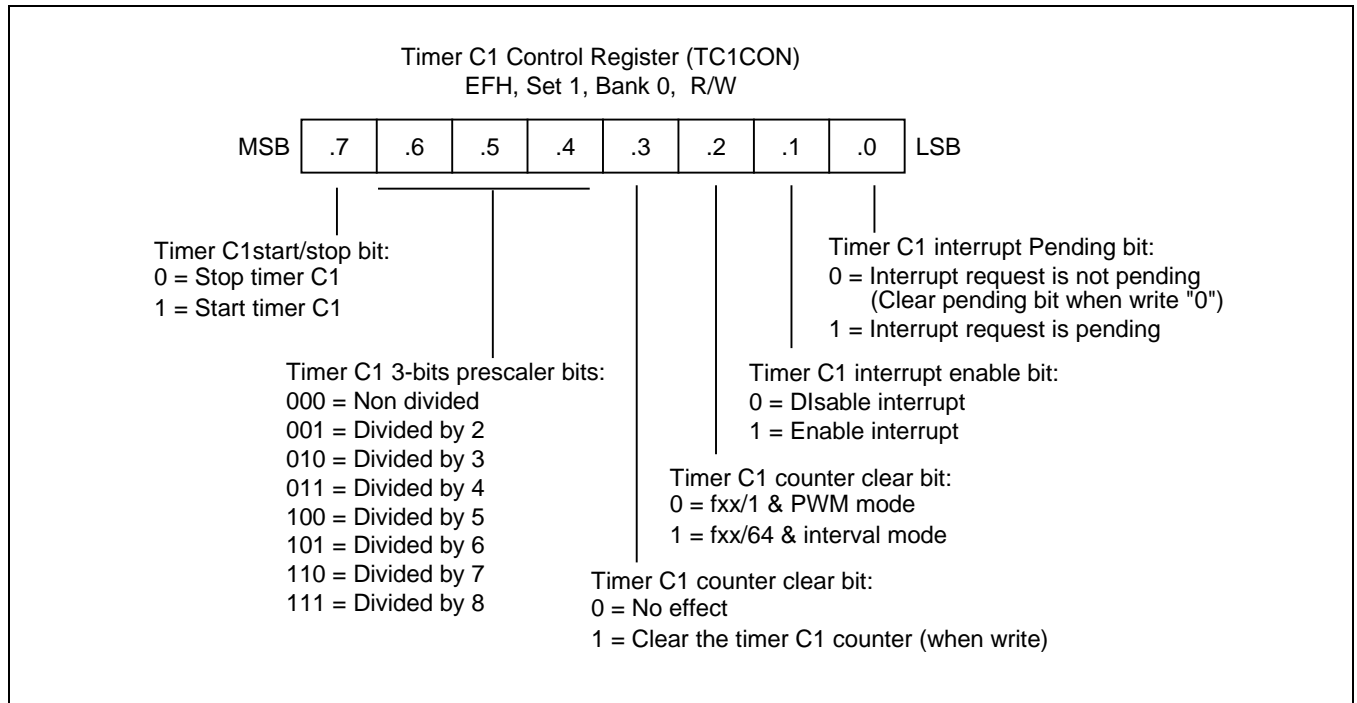 Timer C1 Control Register (TC1CON)
EFH, Set 1, Bank 0, R/W
MSB .7 .6 .5 .4 .3 .2 .1 .0 LSB
Timer C1start/stop bit:
0 = Stop timer C1
1 = Start timer C1
Timer C1 interrupt Pending bit:
0 = Interrupt request is not pending
(Clear pending bit when write "0")
1 = Interrupt request is pending
Timer C1 3-bits prescaler bits:
000 = Non divided
001 = Divided by 2
010 = Divided by 3
011 = Divided by 4
100 = Divided by 5
101 = Divided by 6
110 = Divided by 7
111 = Divided by 8
Timer C1 interrupt enable bit:
0 = DIsable interrupt
1 = Enable interrupt
Timer C1 counter clear bit:
0 = fxx/1 & PWM mode
1 = fxx/64 & interval mode
Timer C1 counter clear bit:
0 = No effect
1 = Clear the timer C1 counter (when write)